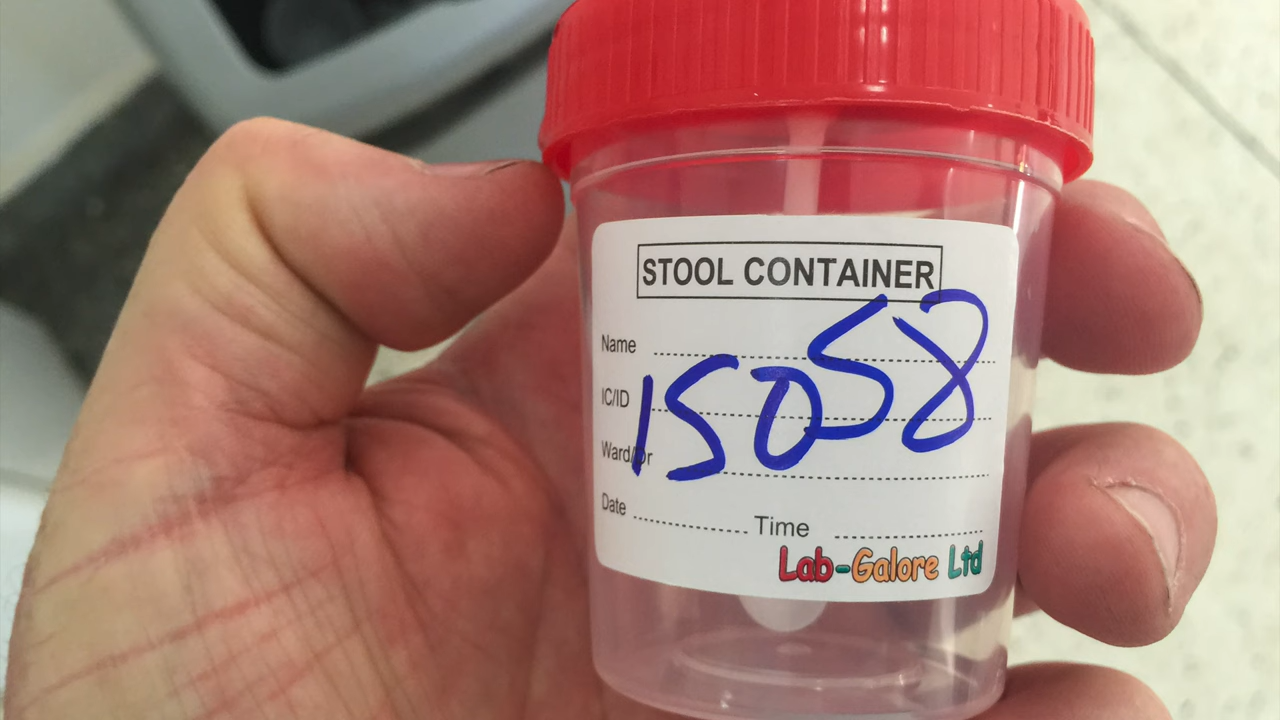 STOOL CONTAINER
Name
15058
IC/ID
Ward/Dr
Date Time
Lab-Galore Ltd